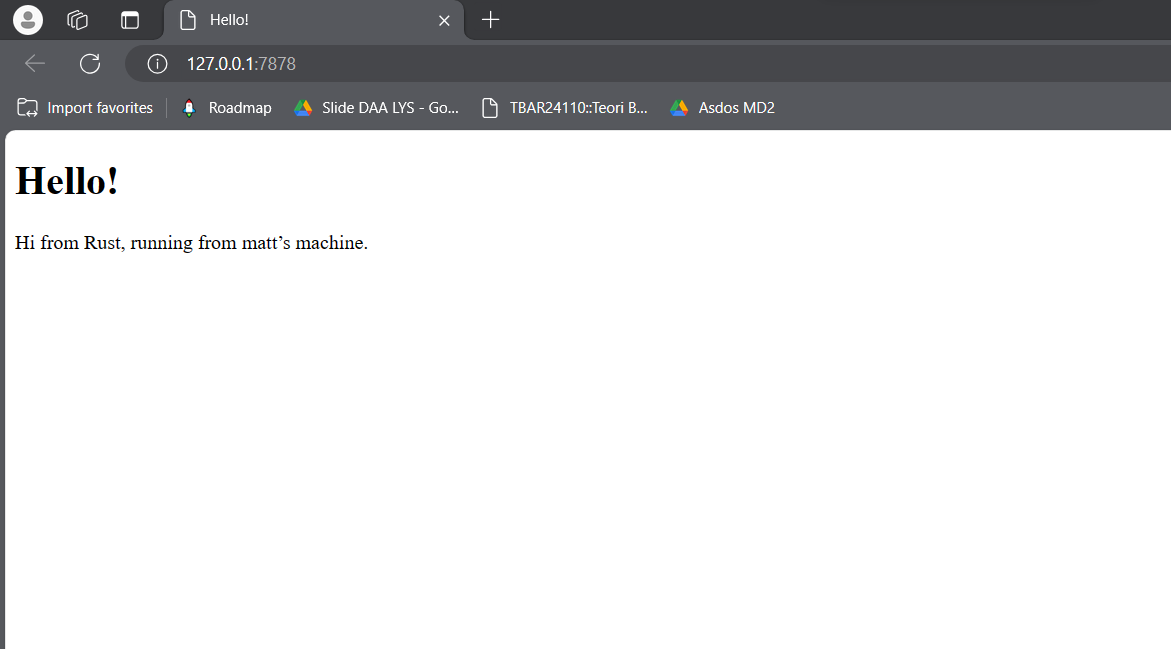 Hello!
127.0.0.1:7878
Import favorites
Roadmap
Slide DAA LYS - Go...
TBAR24110::Teori B...
Asdos MD2
Hello!
Hi from Rust, running from matt’s machine.